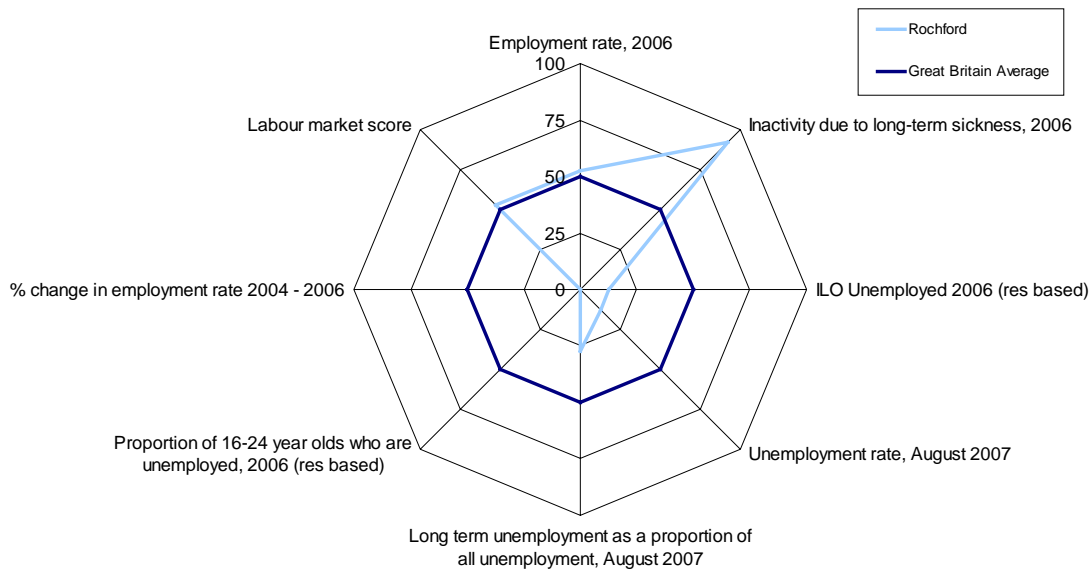 Rochford
Great Britain Average
Employment rate, 2006
100
Labour market score
Inactivity due to long-term sickness, 2006
75
50
25
% change in employment rate 2004 - 2006
0
ILO Unemployed 2006 (res based)
Proportion of 16-24 year olds who are
unemployed, 2006 (res based)
Unemployment rate, August 2007
Long term unemployment as a proportion of
all unemployment, August 2007